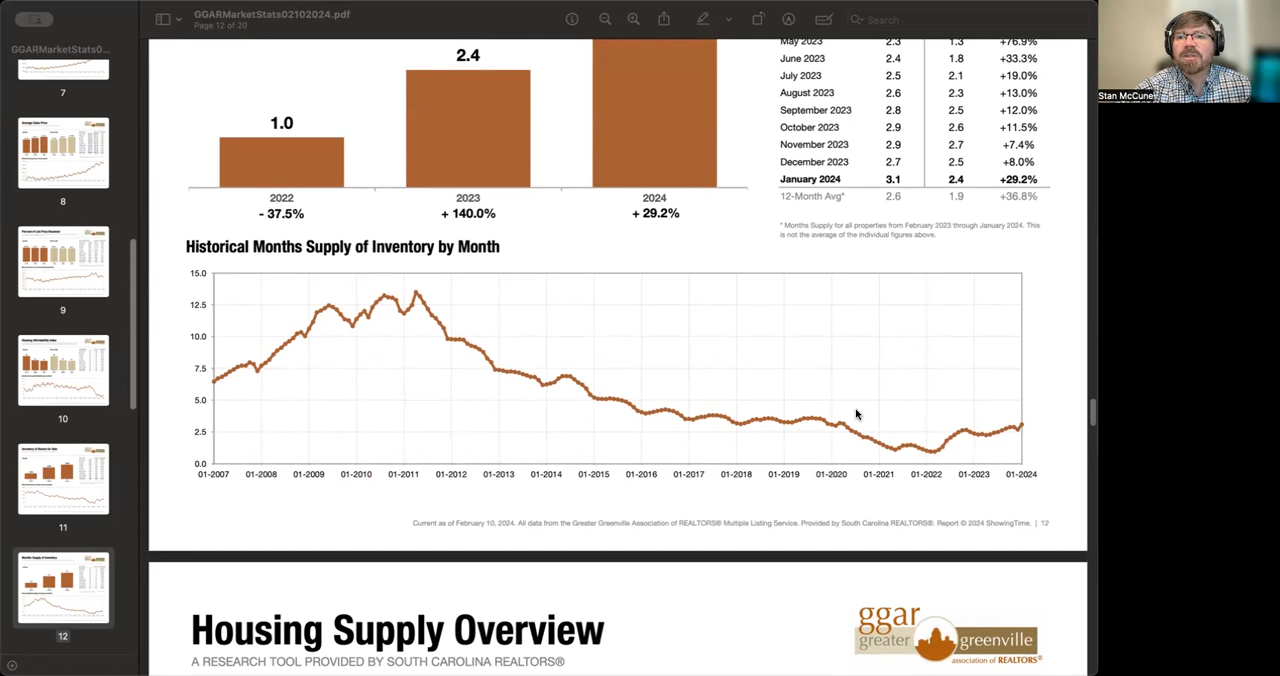 GGARMarketStats02102024.pdf
Page 12 of 20
Search
GGARMarketStats0...
7
8
9
10
11
12
1.0
2.4
2022
2023
2024
- 37.5%
+ 140.0%
+ 29.2%
May 2023 2.3 1.3 +76.9%
June 2023 2.4 1.8 +33.3%
July 2023 2.5 2.1 +19.0%
August 2023 2.6 2.3 +13.0%
September 2023 2.8 2.5 +12.0%
October 2023 2.9 2.6 +11.5%
November 2023 2.9 2.7 +7.4%
December 2023 2.7 2.5 +8.0%
January 2024 3.1 2.4 +29.2%
12-Month Avg* 2.6 1.9 +36.8%
* Months Supply for all properties from February 2023 through January 2024. This
is not the average of the individual figures above.
Historical Months Supply of Inventory by Month
15.0
12.5
10.0
7.5
5.0
2.5
0.0
01-2007 01-2008 01-2009 01-2010 01-2011 01-2012 01-2013 01-2014 01-2015 01-2016 01-2017 01-2018 01-2019 01-2020 01-2021 01-2022 01-2023 01-2024
Current as of February 10, 2024. All data from the Greater Greenville Association of REALTORS® Multiple Listing Service. Provided by South Carolina REALTORS®. Report © 2024 ShowingTime. | 12
Housing Supply Overview
A RESEARCH TOOL PROVIDED BY SOUTH CAROLINA REALTORS®
ggar
greater greenville
association of REALTORS®
Stan McCune